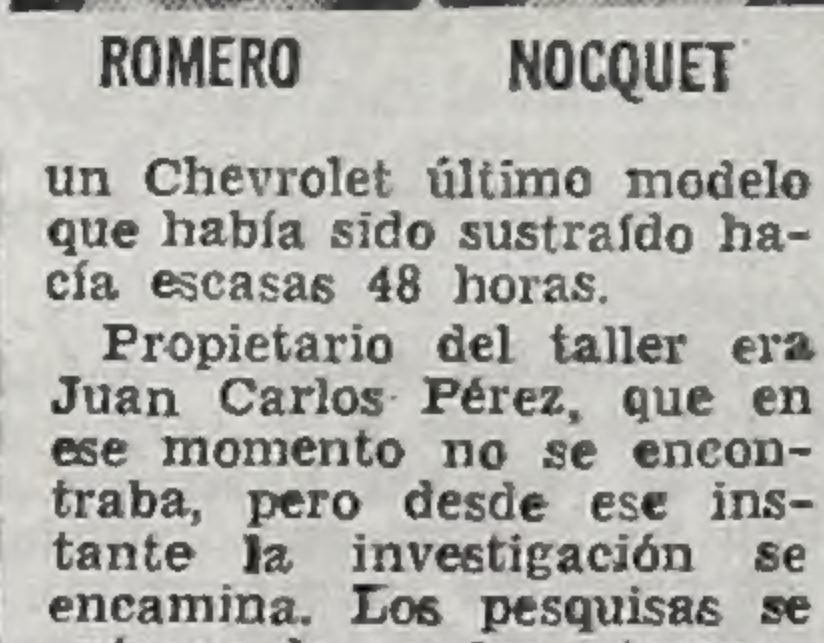 ROMERO NOCQUET
un Chevrolet último modelo
que había sido sustraído ha-
cía escasas 48 horas.
Propietario del taller era
Juan Carlos Pérez, que en
ese momento no se encon-
traba, pero desde ese ins-
tante la investigación se
encamina. Los pesquisas se